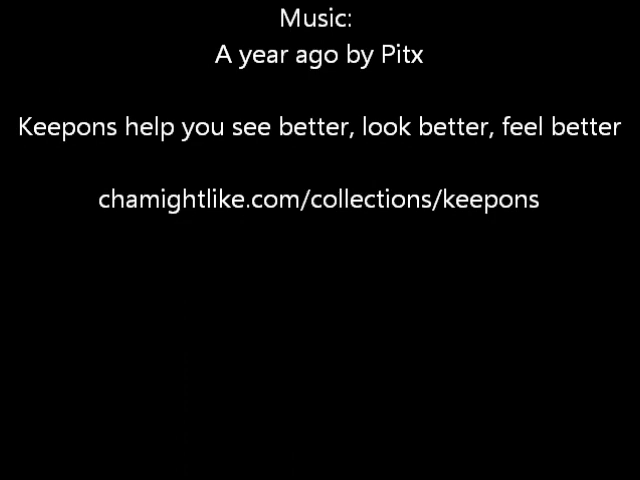 Music:
A year ago by Pitx
Keepons help you see better, look better, feel better
chamightlike.com/collections/keepons